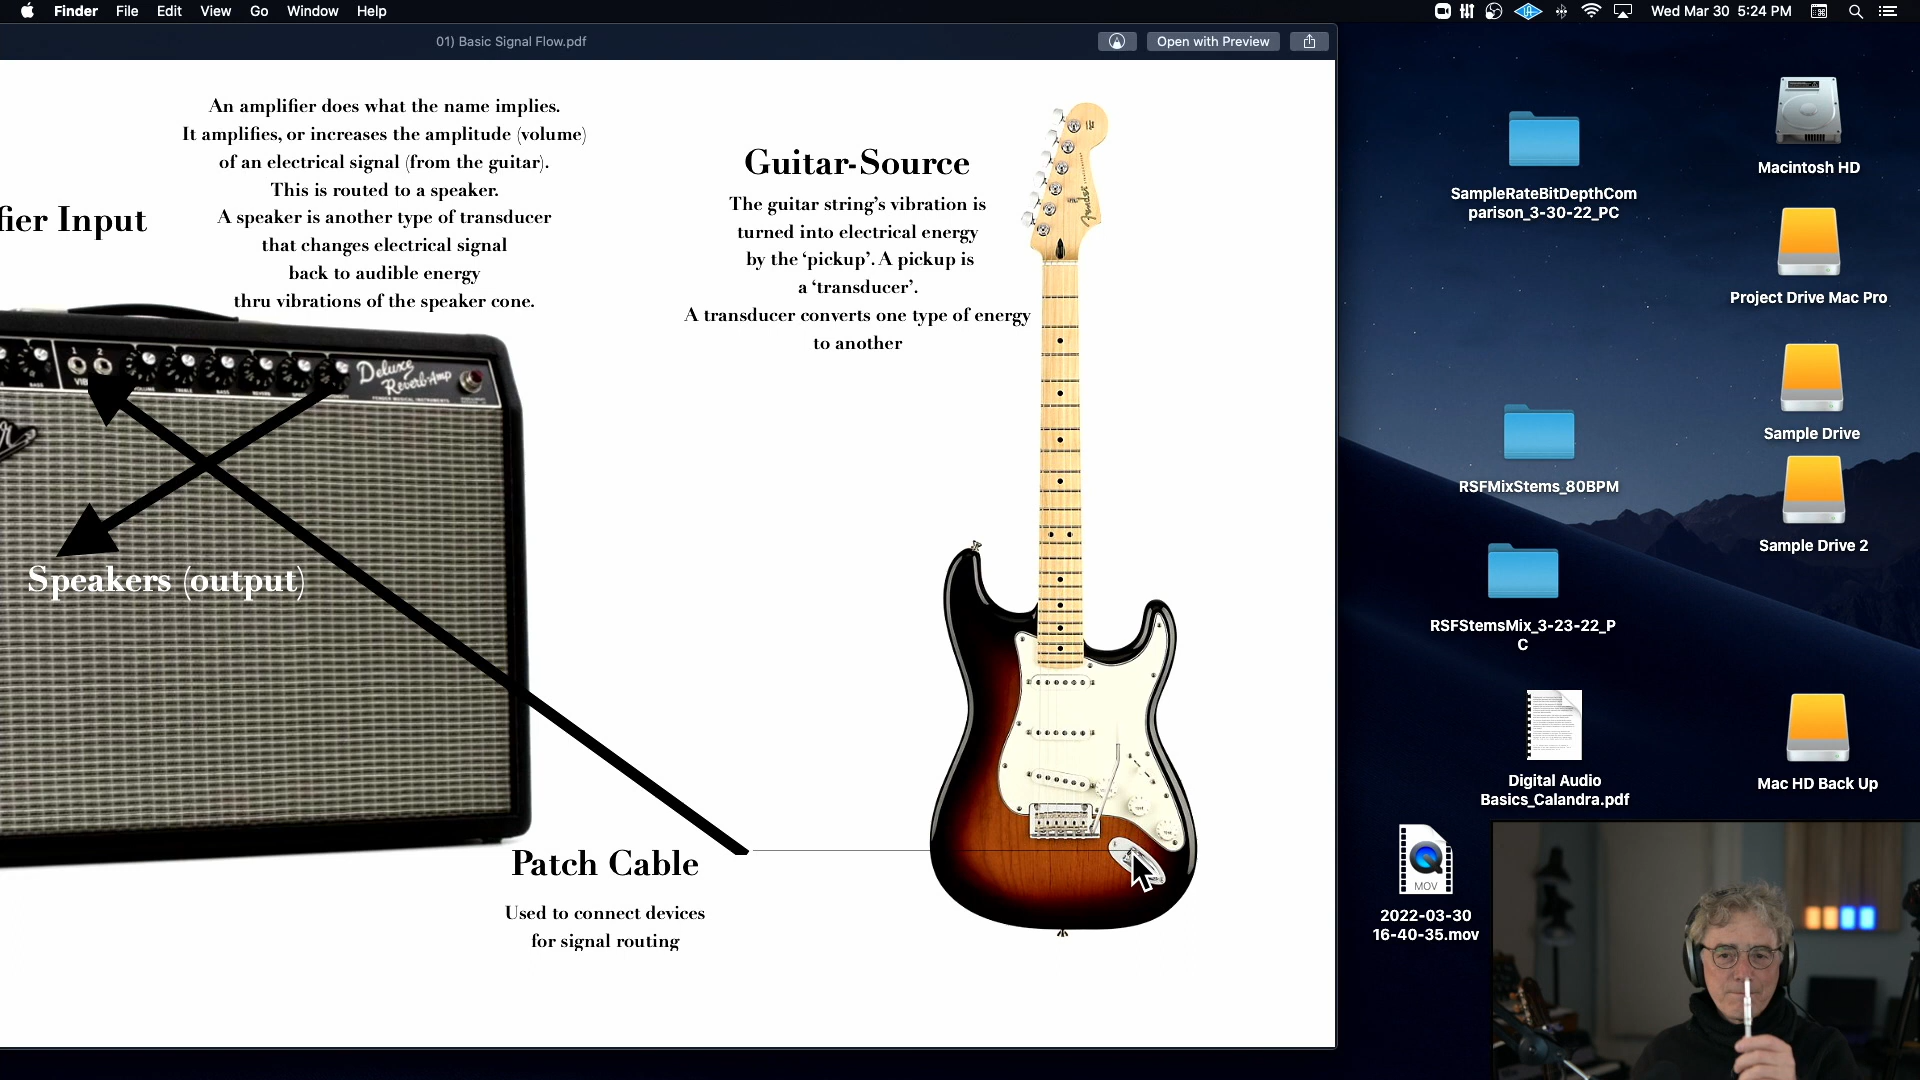 Finder File Edit View Go Window Help
Wed Mar 30 5:24 PM
01) Basic Signal Flow.pdf
Open with Preview
An amplifier does what the name implies.
It amplifies, or increases the amplitude (volume)
of an electrical signal (from the guitar).
This is routed to a speaker.
A speaker is another type of transducer
that changes electrical signal
back to audible energy
thru vibrations of the speaker cone.
fier Input
Guitar-Source
The guitar string's vibration is
turned into electrical energy
by the ‘pickup’. A pickup is
a ‘transducer’.
A transducer converts one type of energy
to another
Fender
1 2
Deluxe
Reverb-Amp
FENDER MUSICAL INSTRUMENTS
Speakers (output)
Patch Cable
Used to connect devices
for signal routing
SampleRateBitDepthCom
parison_3-30-22_PC
Macintosh HD
Project Drive Mac Pro
Sample Drive
RSFMixStems_80BPM
Sample Drive 2
RSFStemsMix_3-23-22_P
C
Digital Audio
Basics_Calandra.pdf
Mac HD Back Up
MOV
2022-03-30
16-40-35.mov